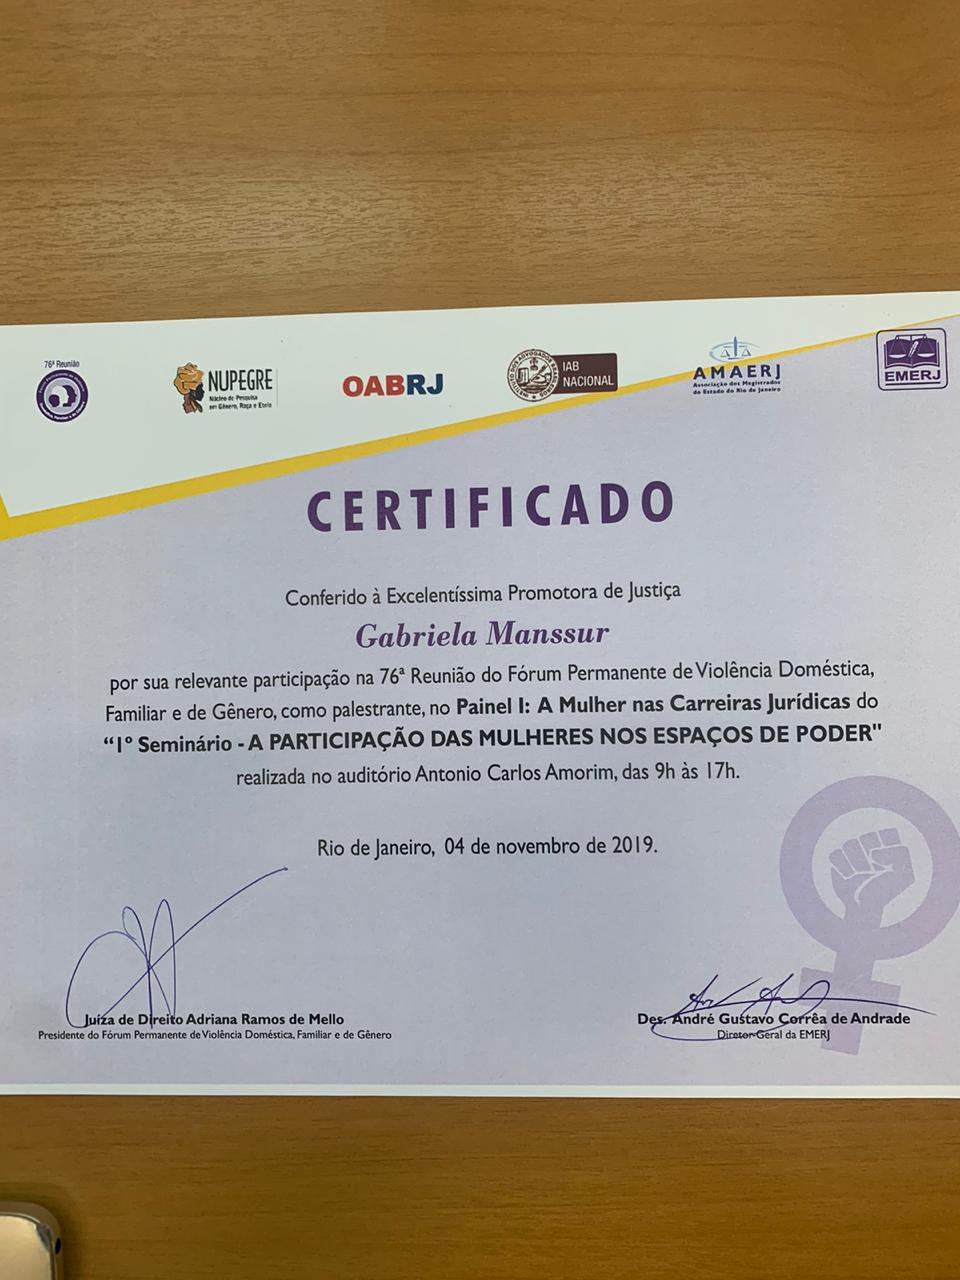 76ª Reunião
NUPEGRE
Núcleo de Pesquisa
em Gênero, Raça e Etnia
OABRJ
IAB
NACIONAL
AMAERJ
Associação dos Magistrados
do Estado do Rio de Janeiro
EMERJ
CERTIFICADO
Conferido à Excelentíssima Promotora de Justiça
Gabriela Manssur
por sua relevante participação na 76ª Reunião do Fórum Permanente de Violência Doméstica,
Familiar e de Gênero, como palestrante, no Painel I: A Mulher nas Carreiras Jurídicas do
“1º Seminário - A PARTICIPAÇÃO DAS MULHERES NOS ESPAÇOS DE PODER"
realizada no auditório Antonio Carlos Amorim, das 9h às 17h.
Rio de Janeiro, 04 de novembro de 2019.
Juíza de Direito Adriana Ramos de Mello
Presidente do Fórum Permanente de Violência Doméstica, Familiar e de Gênero
Des. André Gustavo Corrêa de Andrade
Diretor-Geral da EMERJ